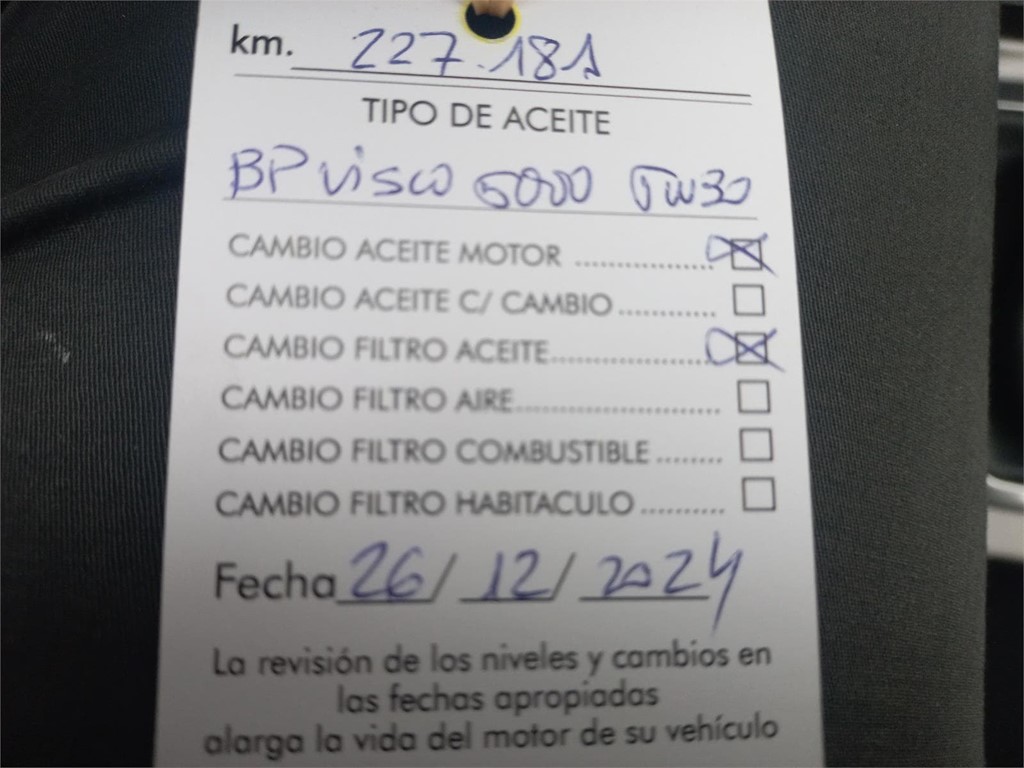 km. 227.181
TIPO DE ACEITE
BP visco 5000 5W30
CAMBIO ACEITE MOTOR ................. ☒
CAMBIO ACEITE C/ CAMBIO ............ ☐
CAMBIO FILTRO ACEITE................... ☒
CAMBIO FILTRO AIRE......................... ☐
CAMBIO FILTRO COMBUSTIBLE ........ ☐
CAMBIO FILTRO HABITACULO .......... ☐
Fecha 26/ 12/ 2024
La revisión de los niveles y cambios en
las fechas apropiadas
alarga la vida del motor de su vehículo